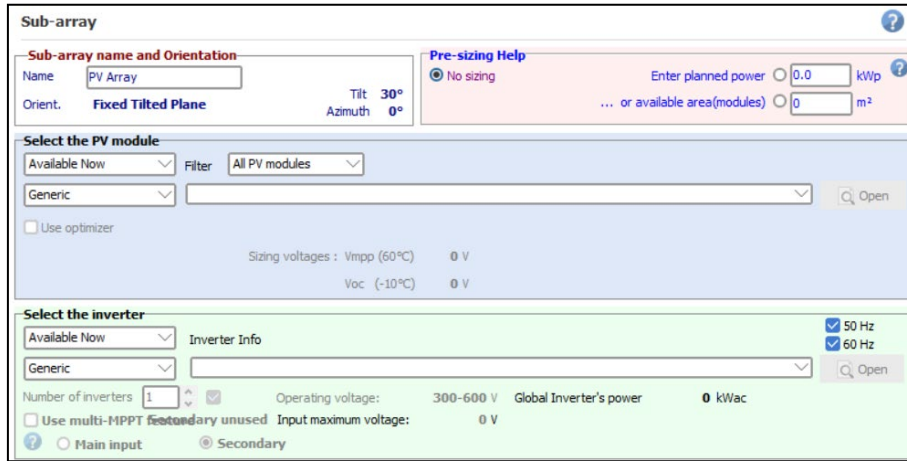 Sub-array ?
Sub-array name and Orientation
Name PV Array
Orient. Fixed Tilted Plane
Tilt 30°
Azimuth 0°
Pre-sizing Help
No sizing Enter planned power 0.0 kWp ?
... or available area(modules) 0 m²
Select the PV module
Available Now Filter All PV modules
Generic Open
Use optimizer
Sizing voltages : Vmpp (60°C) 0 V
Voc (-10°C) 0 V
Select the inverter
Available Now Inverter Info 50 Hz
60 Hz
Generic Open
Number of inverters 1 Operating voltage: 300-600 V Global Inverter's power 0 kWac
Use multi-MPPT feature Secondary unused Input maximum voltage: 0 V
? Main input Secondary